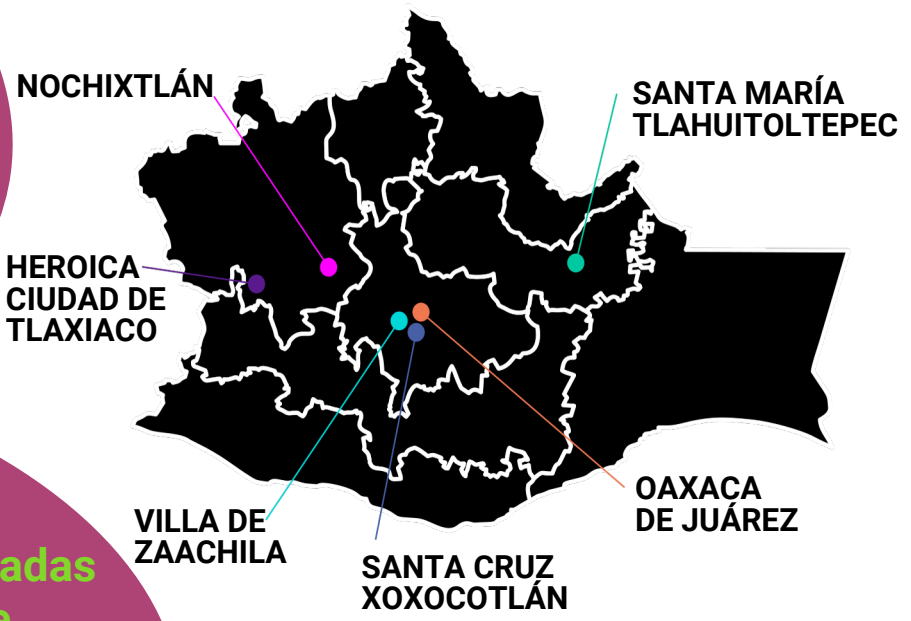 NOCHIXTLÁN
SANTA MARÍA
TLAHUITOLTEPEC
HEROICA
CIUDAD DE
TLAXIACO
OAXACA
DE JUÁREZ
VILLA DE
ZAACHILA
SANTA CRUZ
XOXOCOTLÁN
adas